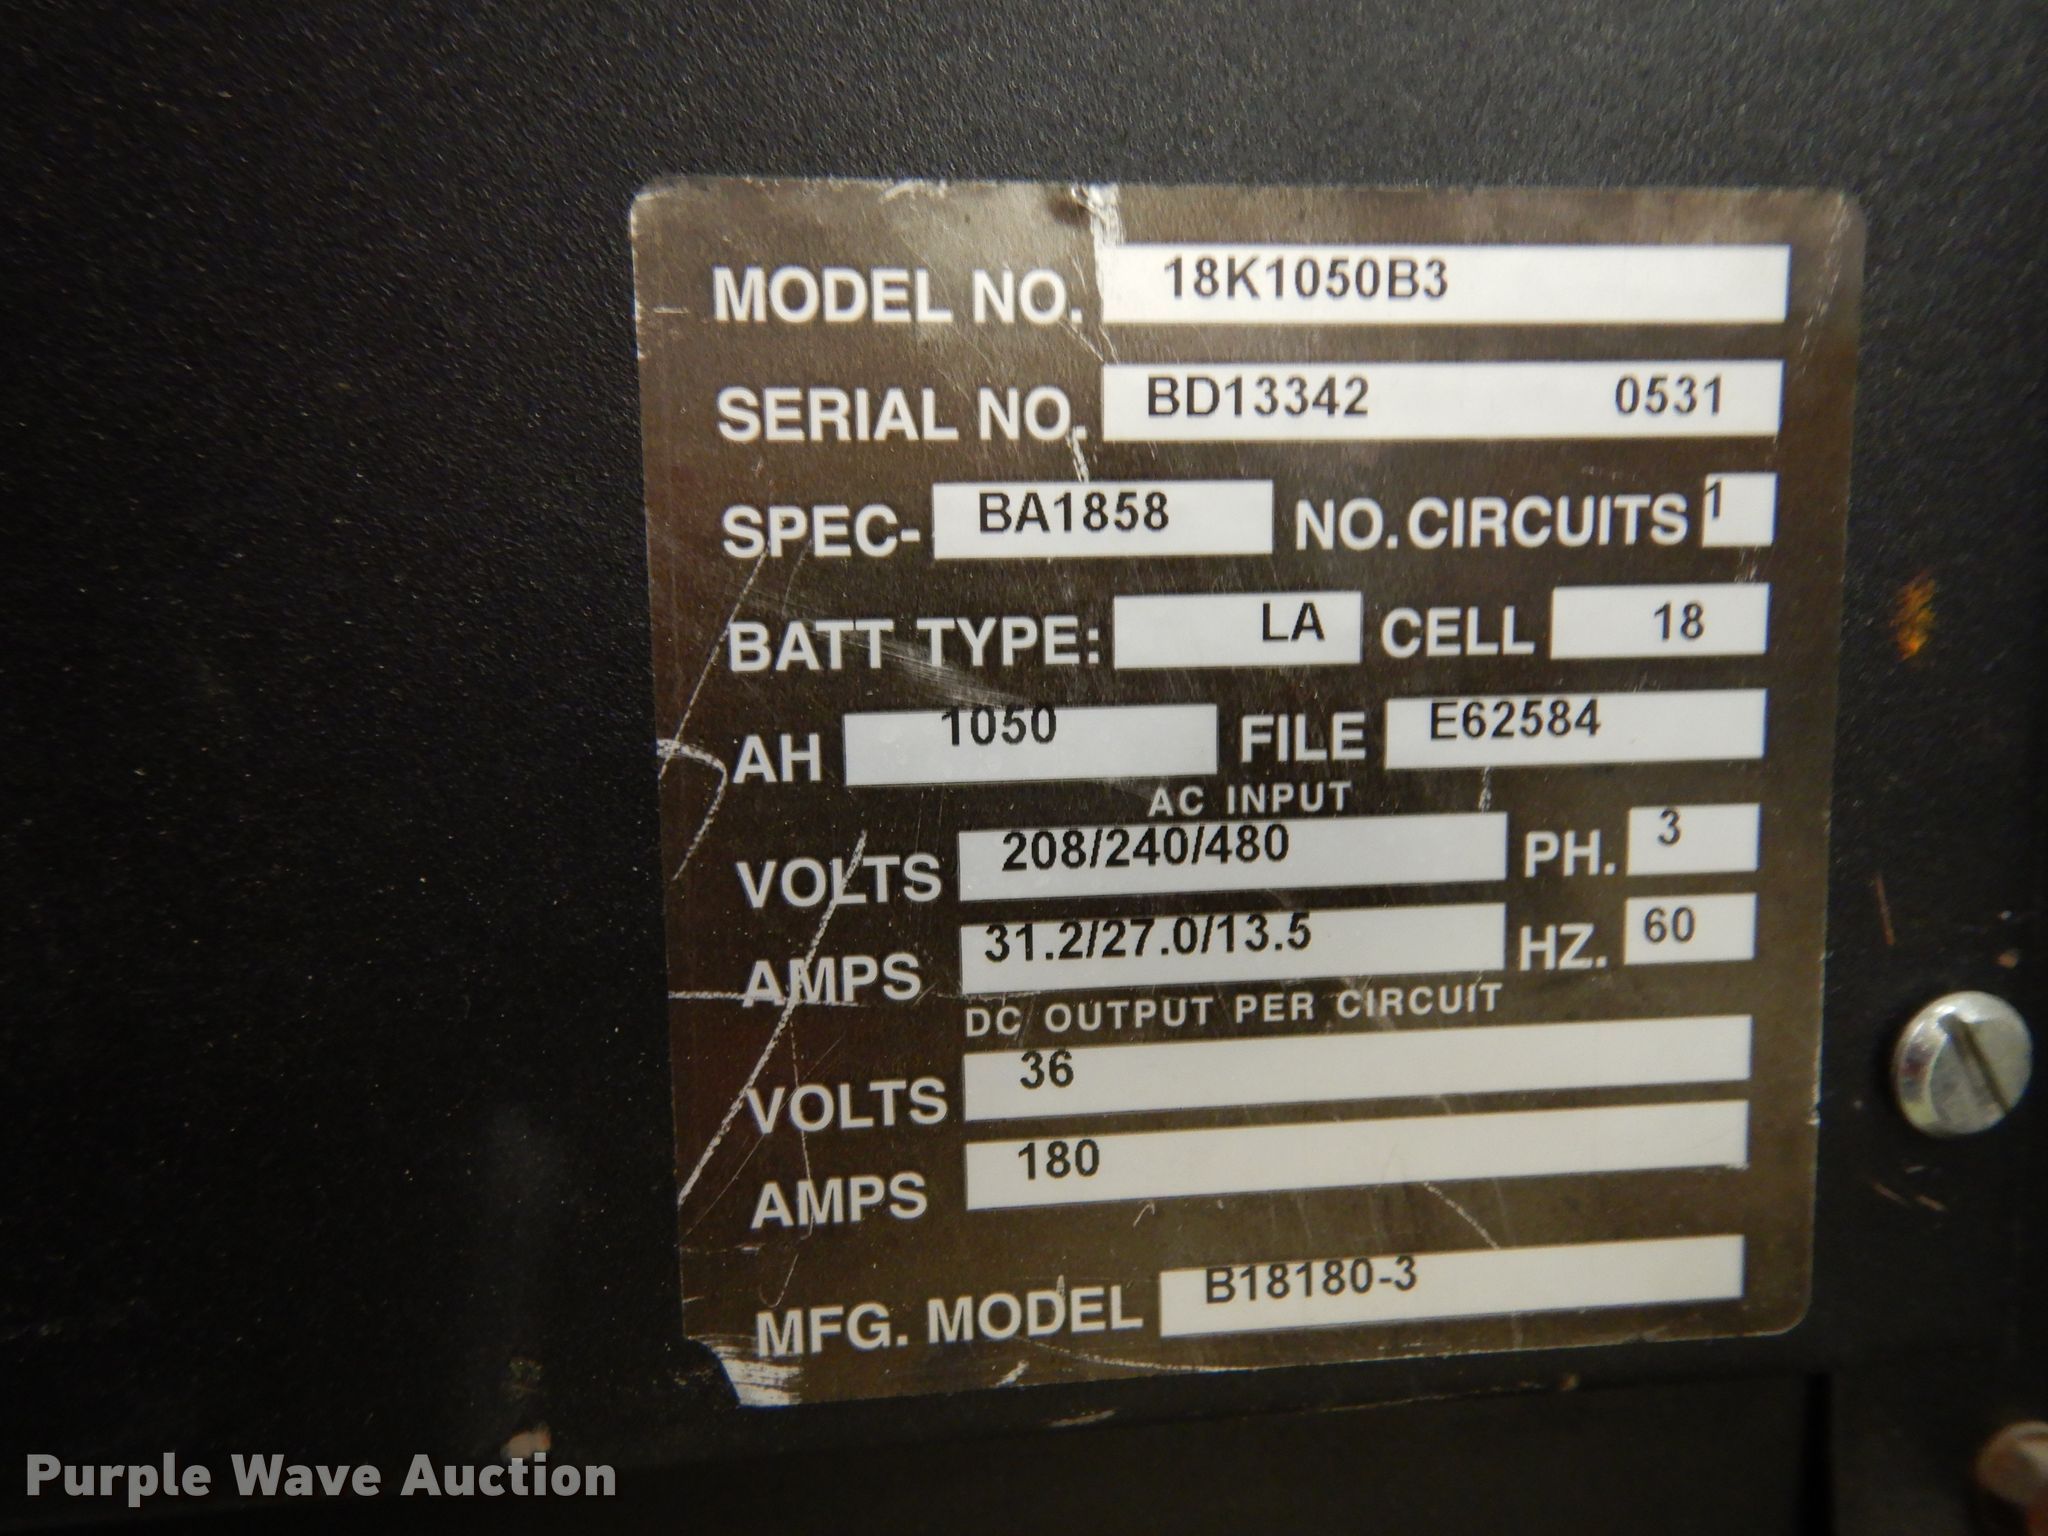 MODEL NO. 18K1050B3
SERIAL NO. BD13342 0531
SPEC- BA1858 NO. CIRCUITS 1
BATT TYPE: LA CELL 18
AH 1050 FILE E62584
AC INPUT
VOLTS 208/240/480 PH. 3
AMPS 31.2/27.0/13.5 HZ. 60
DC OUTPUT PER CIRCUIT
VOLTS 36
AMPS 180
MFG. MODEL B18180-3
Purple Wave Auction